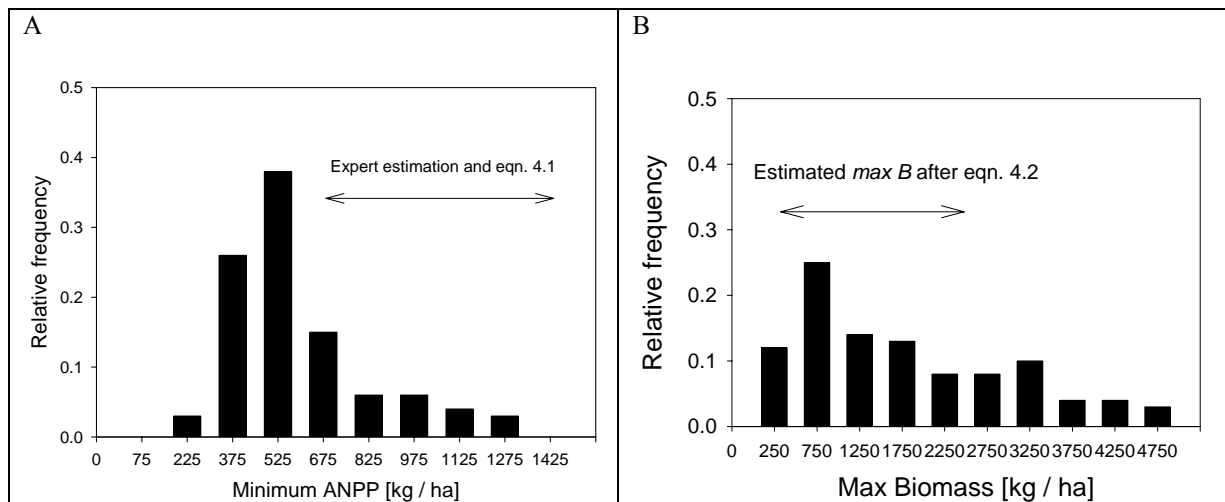 A
0.5
0.4
0.3
0.2
0.1
0.0
Relative frequency
Expert estimation and eqn. 4.1
0 75 225 375 525 675 825 975 1125 1275 1425
Minimum ANPP [kg / ha]
B
0.5
0.4
0.3
0.2
0.1
0.0
Relative frequency
Estimated max B after eqn. 4.2
0 250 750 1250 1750 2250 2750 3250 3750 4250 4750
Max Biomass [kg / ha]